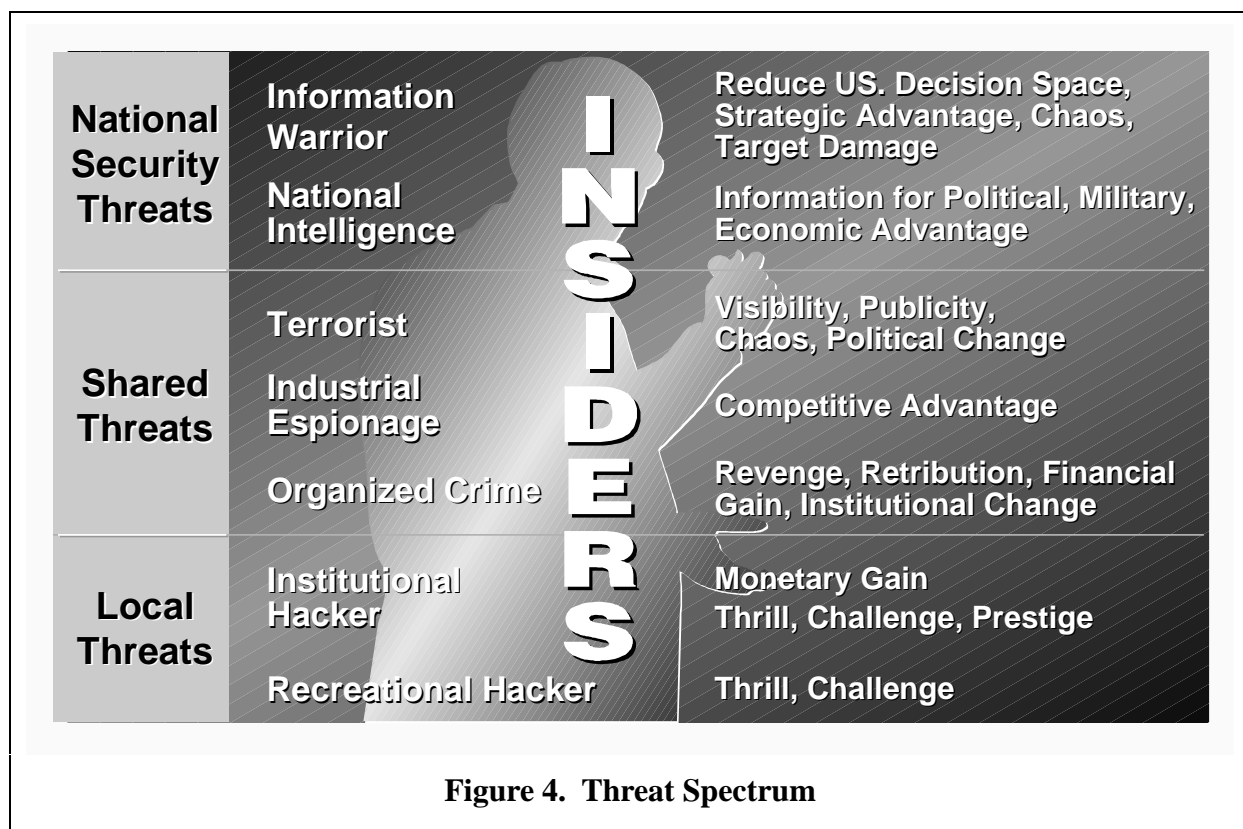 National
Security
Threats
Information
Warrior
Reduce US. Decision Space,
Strategic Advantage, Chaos,
Target Damage
National
Intelligence
Information for Political, Military,
Economic Advantage
INSIDERS
Shared
Threats
Terrorist
Visibility, Publicity,
Chaos, Political Change
Industrial
Espionage
Competitive Advantage
Organized Crime
Revenge, Retribution, Financial
Gain, Institutional Change
Local
Threats
Institutional
Hacker
Monetary Gain
Thrill, Challenge, Prestige
Recreational Hacker
Thrill, Challenge
Figure 4. Threat Spectrum